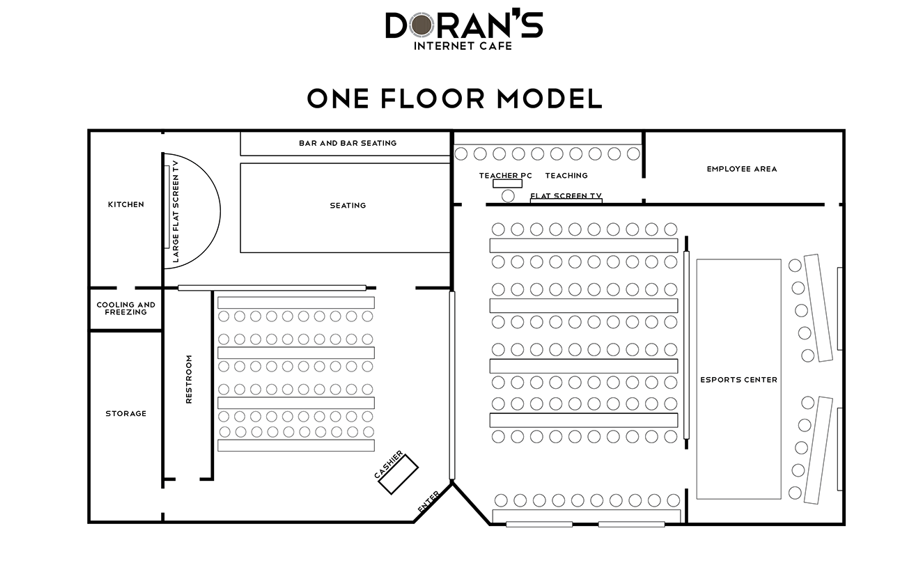 DORAN'S
INTERNET CAFE
ONE FLOOR MODEL
BAR AND BAR SEATING
KITCHEN
LARGE FLAT SCREEN TV
SEATING
TEACHER PC
TEACHING
FLAT SCREEN TV
EMPLOYEE AREA
COOLING AND
FREEZING
RESTROOM
STORAGE
ESPORTS CENTER
CASHIER
ENTER